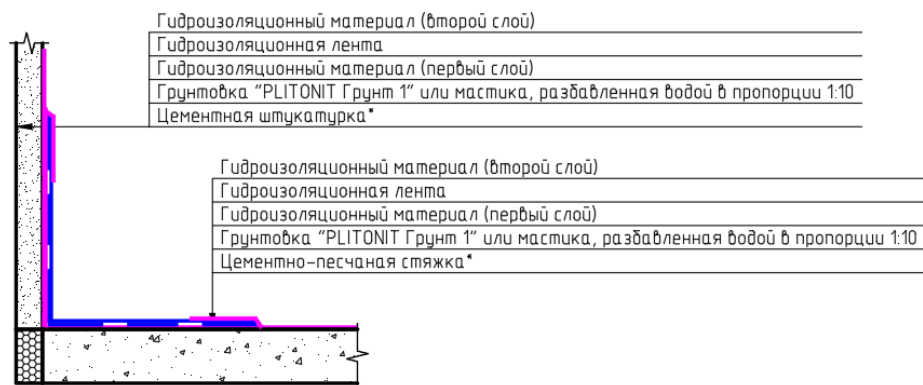 Гидроизоляционный материал (второй слой)
Гидроизоляционная лента
Гидроизоляционный материал (первый слой)
Грунтовка "PLITONIT Грунт 1" или мастика, разбавленная водой в пропорции 1:10
Цементная штукатурка*
Гидроизоляционный материал (второй слой)
Гидроизоляционная лента
Гидроизоляционный материал (первый слой)
Грунтовка "PLITONIT Грунт 1" или мастика, разбавленная водой в пропорции 1:10
Цементно-песчаная стяжка*